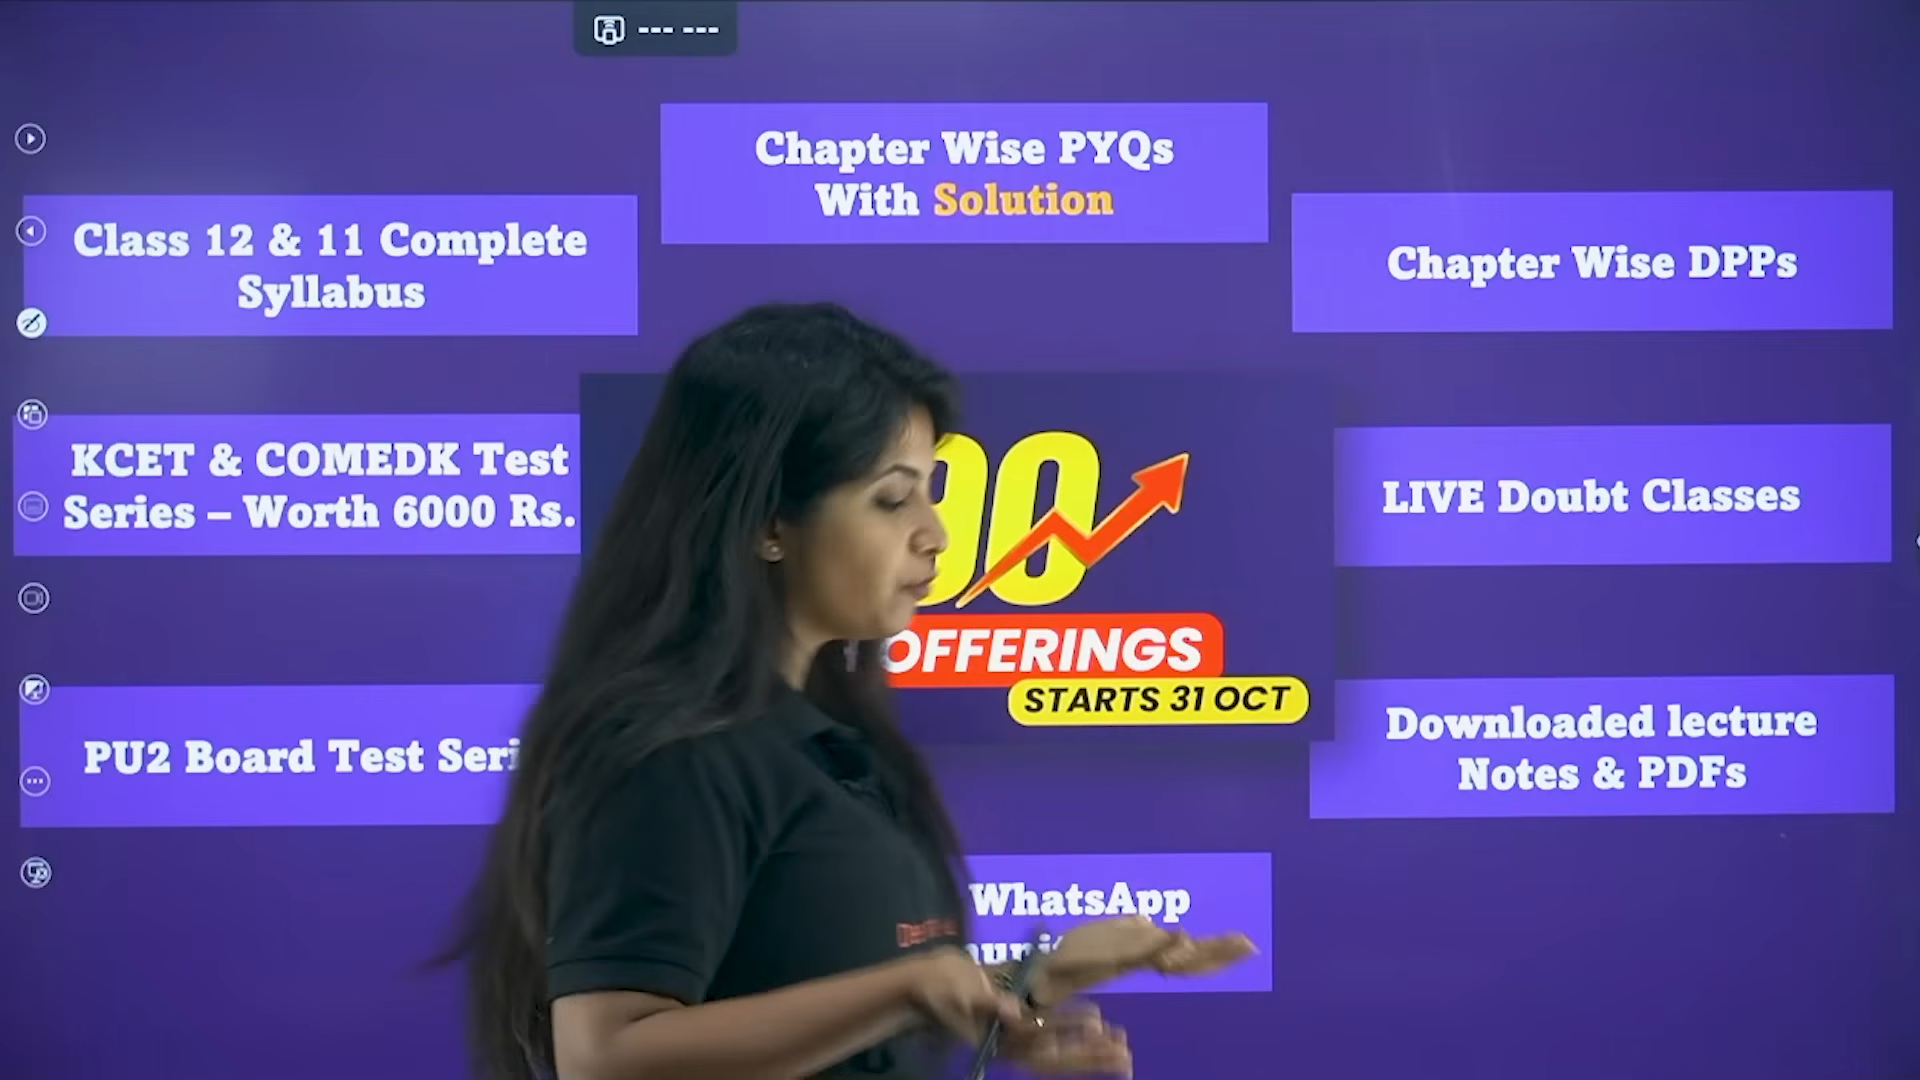 Chapter Wise PYQs
With Solution
Class 12 & 11 Complete
Syllabus
Chapter Wise DPPs
KCET & COMEDK Test
Series – Worth 6000 Rs.
90
OFFERINGS
STARTS 31 OCT
LIVE Doubt Classes
PU2 Board Test
Downloaded lecture
Notes & PDFs
WhatsApp